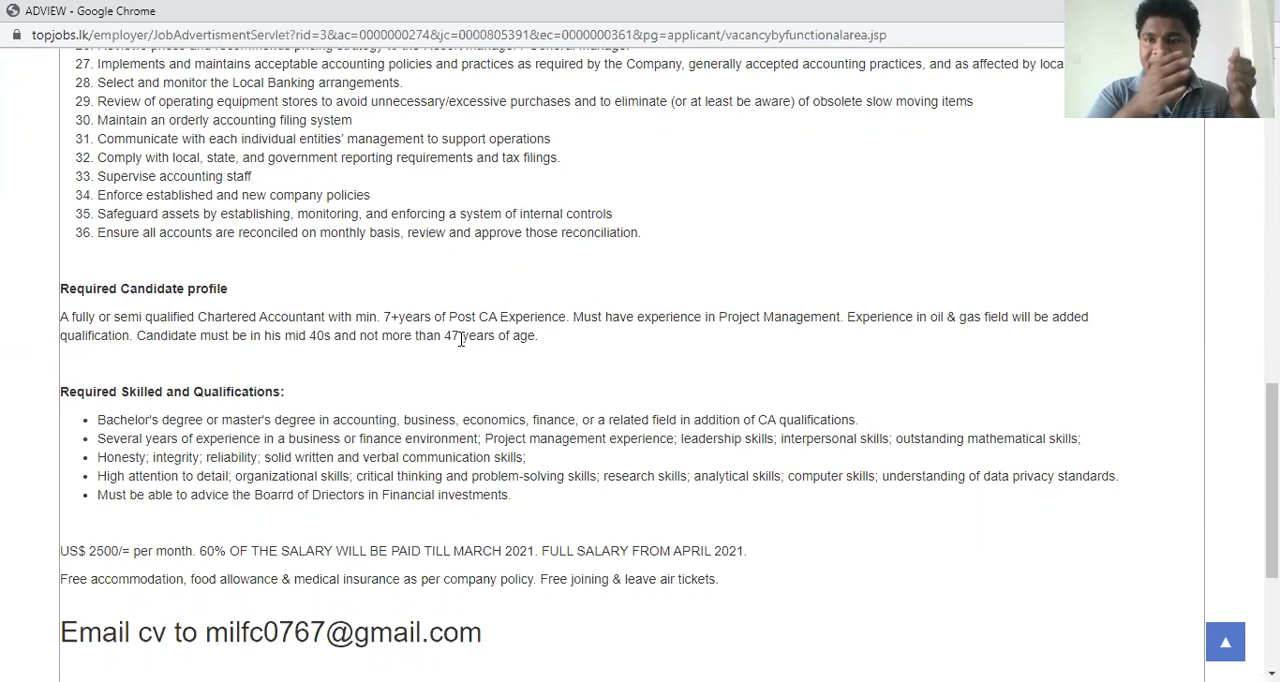 ADVIEW - Google Chrome
topjobs.lk/employer/JobAdvertismentServlet?rid=3&ac=0000000274&jc=0000805391&ec=0000000361&pg=applicant/vacancybyfunctionalarea.jsp
27. Implements and maintains acceptable accounting policies and practices as required by the Company, generally accepted accounting practices, and as affected by
28. Select and monitor the Local Banking arrangements.
29. Review of operating equipment stores to avoid unnecessary/excessive purchases and to eliminate (or at least be aware) of obsolete slow moving items
30. Maintain an orderly accounting filing system
31. Communicate with each individual entities' management to support operations
32. Comply with local, state, and government reporting requirements and tax filings.
33. Supervise accounting staff
34. Enforce established and new company policies
35. Safeguard assets by establishing, monitoring, and enforcing a system of internal controls
36. Ensure all accounts are reconciled on monthly basis, review and approve those reconciliation.
Required Candidate profile
A fully or semi qualified Chartered Accountant with min. 7+years of Post CA Experience. Must have experience in Project Management. Experience in oil & gas field will be added
qualification. Candidate must be in his mid 40s and not more than 47 years of age.
Required Skilled and Qualifications:
• Bachelor's degree or master's degree in accounting, business, economics, finance, or a related field in addition of CA qualifications.
• Several years of experience in a business or finance environment; Project management experience; leadership skills; interpersonal skills; outstanding mathematical skills;
• Honesty; integrity; reliability; solid written and verbal communication skills;
• High attention to detail; organizational skills; critical thinking and problem-solving skills; research skills; analytical skills; computer skills; understanding of data privacy standards.
• Must be able to advice the Boarrd of Driectors in Financial investments.
US$ 2500/= per month. 60% OF THE SALARY WILL BE PAID TILL MARCH 2021. FULL SALARY FROM APRIL 2021.
Free accommodation, food allowance & medical insurance as per company policy. Free joining & leave air tickets.
Email cv to milfc0767@gmail.com